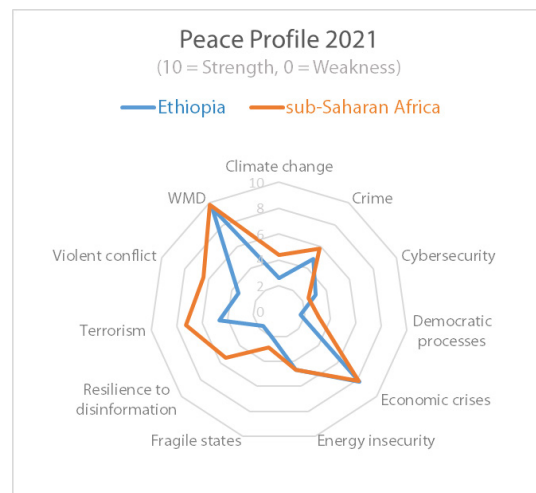 Peace Profile 2021
(10 = Strength, 0 = Weakness)
Ethiopia sub-Saharan Africa
Climate change
10
WMD Crime
8
6
Violent conflict Cybersecurity
4
2
0
Terrorism Democratic
processes
Resilience to
disinformation
Economic crises
Fragile states Energy insecurity